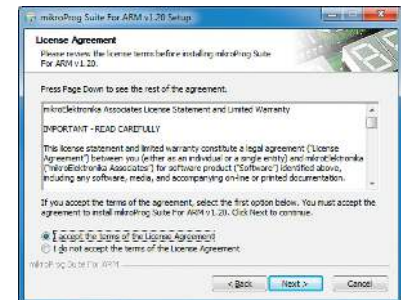 mikroProg Suite For ARM v1.20 Setup
License Agreement
Please review the license terms before installing mikroProg Suite
For ARM v1.20.
Press Page Down to see the rest of the agreement.
mikroElektronika Associates License Statement and Limited Warranty
IMPORTANT - READ CAREFULLY
This license statement and limited warranty constitute a legal agreement ("License
Agreement") between you (either as an individual or a single entity) and mikroElektronika
("mikroElektronika Associates") for software product ("Software") identified above,
including any software, media, and accompanying on-line or printed documentation.
If you accept the terms of the agreement, select the first option below. You must accept the
agreement to install mikroProg Suite For ARM v1.20. Click Next to continue.
I accept the terms of the License Agreement
I do not accept the terms of the License Agreement
mikroProg Suite For ARM
< Back Next > Cancel